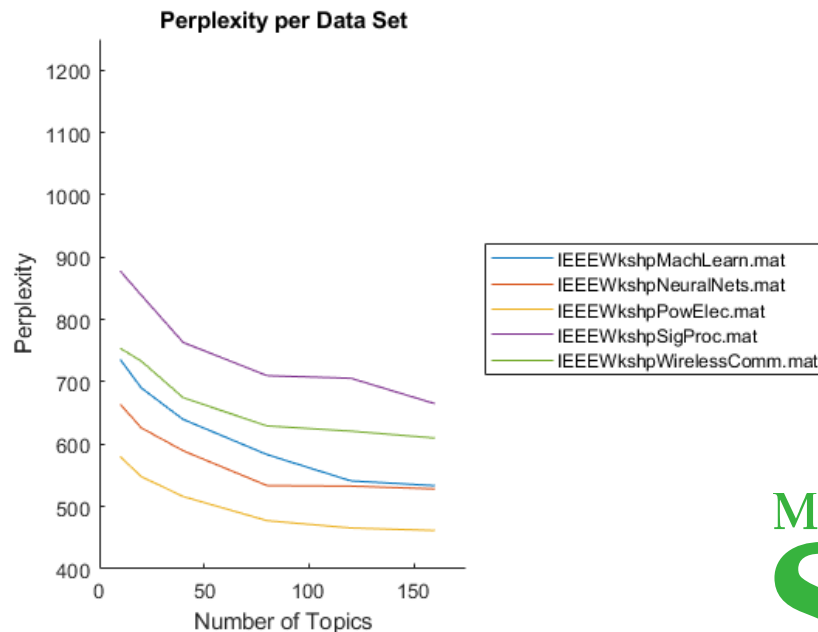 Perplexity per Data Set
1200
1100
1000
900
800
700
600
500
400
Perplexity
0
50
100
150
Number of Topics
IEEEWkshpMachLearn.mat
IEEEWkshpNeuralNets.mat
IEEEWkshpPowElec.mat
IEEEWkshpSigProc.mat
IEEEWkshpWirelessComm.mat
M